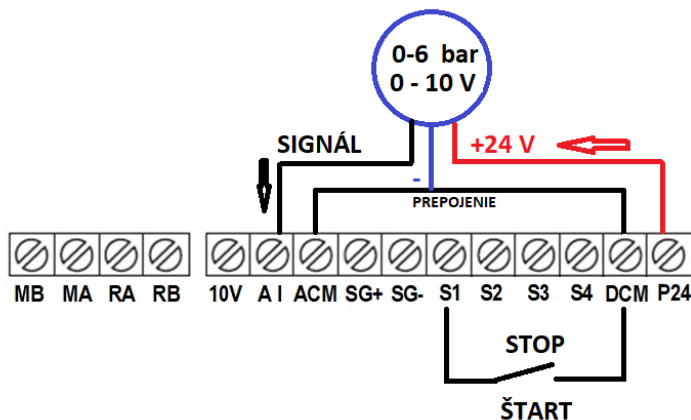 0-6 bar
0 - 10 V
SIGNÁL
+24 V
-
PREPOJENIE
MB MA RA RB 10V A I ACM SG+ SG- S1 S2 S3 S4 DCM P24
STOP
ŠTART